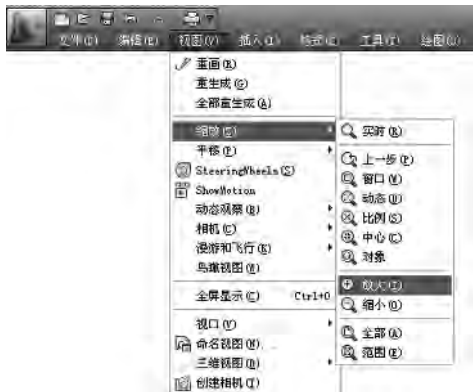 文件(F) 编辑(E) 视图(V) 插入(I) 格式(O) 工具(T) 绘图(D)
重画(R)
重生成(G)
全部重生成(A)
缩放(Z)
平移(P)
SteeringWheels(S)
ShowMotion
动态观察(B)
相机(C)
漫游和飞行(K)
鸟瞰视图(W)
全屏显示(C) Ctrl+0
视口(V)
命名视图(N)...
三维视图(D)
创建相机(T)
实时(R)
上一步(P)
窗口(W)
动态(D)
比例(S)
中心(C)
对象
放大(I)
缩小(O)
全部(A)
范围(E)